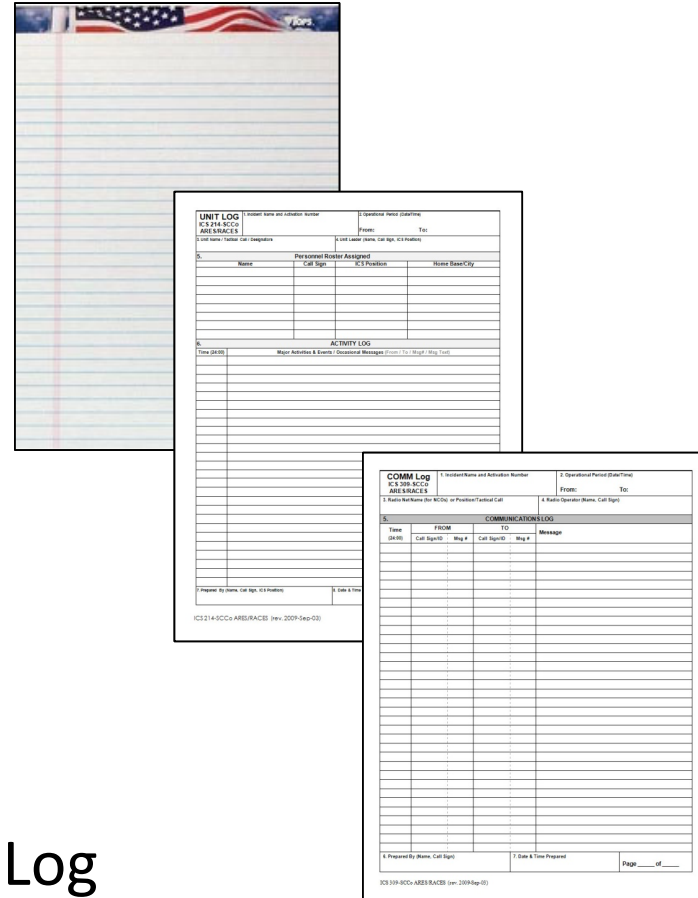 TOPS
UNIT LOG
ICS 214-SCCo
ARES/RACES
1. Incident Name and Activation Number
2. Operational Period (Date/Time)
From: To:
3. Unit Name / Tactical Call / Designators
4. Unit Leader (Name, Call Sign, ICS Position)
5. Personnel Roster Assigned
Name Call Sign ICS Position Home Base/City
6. ACTIVITY LOG
Time (24:00) Major Activities & Events / Occasional Messages (From / To / Msg# / Msg Text)
7. Prepared By (Name, Call Sign, ICS Position)
8. Date & Time
ICS 214-SCCo ARES/RACES (rev. 2009-Sep-03)
COMM Log
ICS 309-SCCo
ARES/RACES
1. Incident Name and Activation Number
2. Operational Period (Date/Time)
From: To:
3. Radio Net Name (for NCOs) or Position/Tactical Call
4. Radio Operator (Name, Call Sign)
5. COMMUNICATIONS LOG
Time (24:00)
FROM TO Message
Call Sign/ID Msg # Call Sign/ID Msg #
6. Prepared By (Name, Call Sign)
7. Date & Time Prepared
Page _____ of _____
ICS 309-SCCo ARES/RACES (rev. 2009-Sep-03)
Log